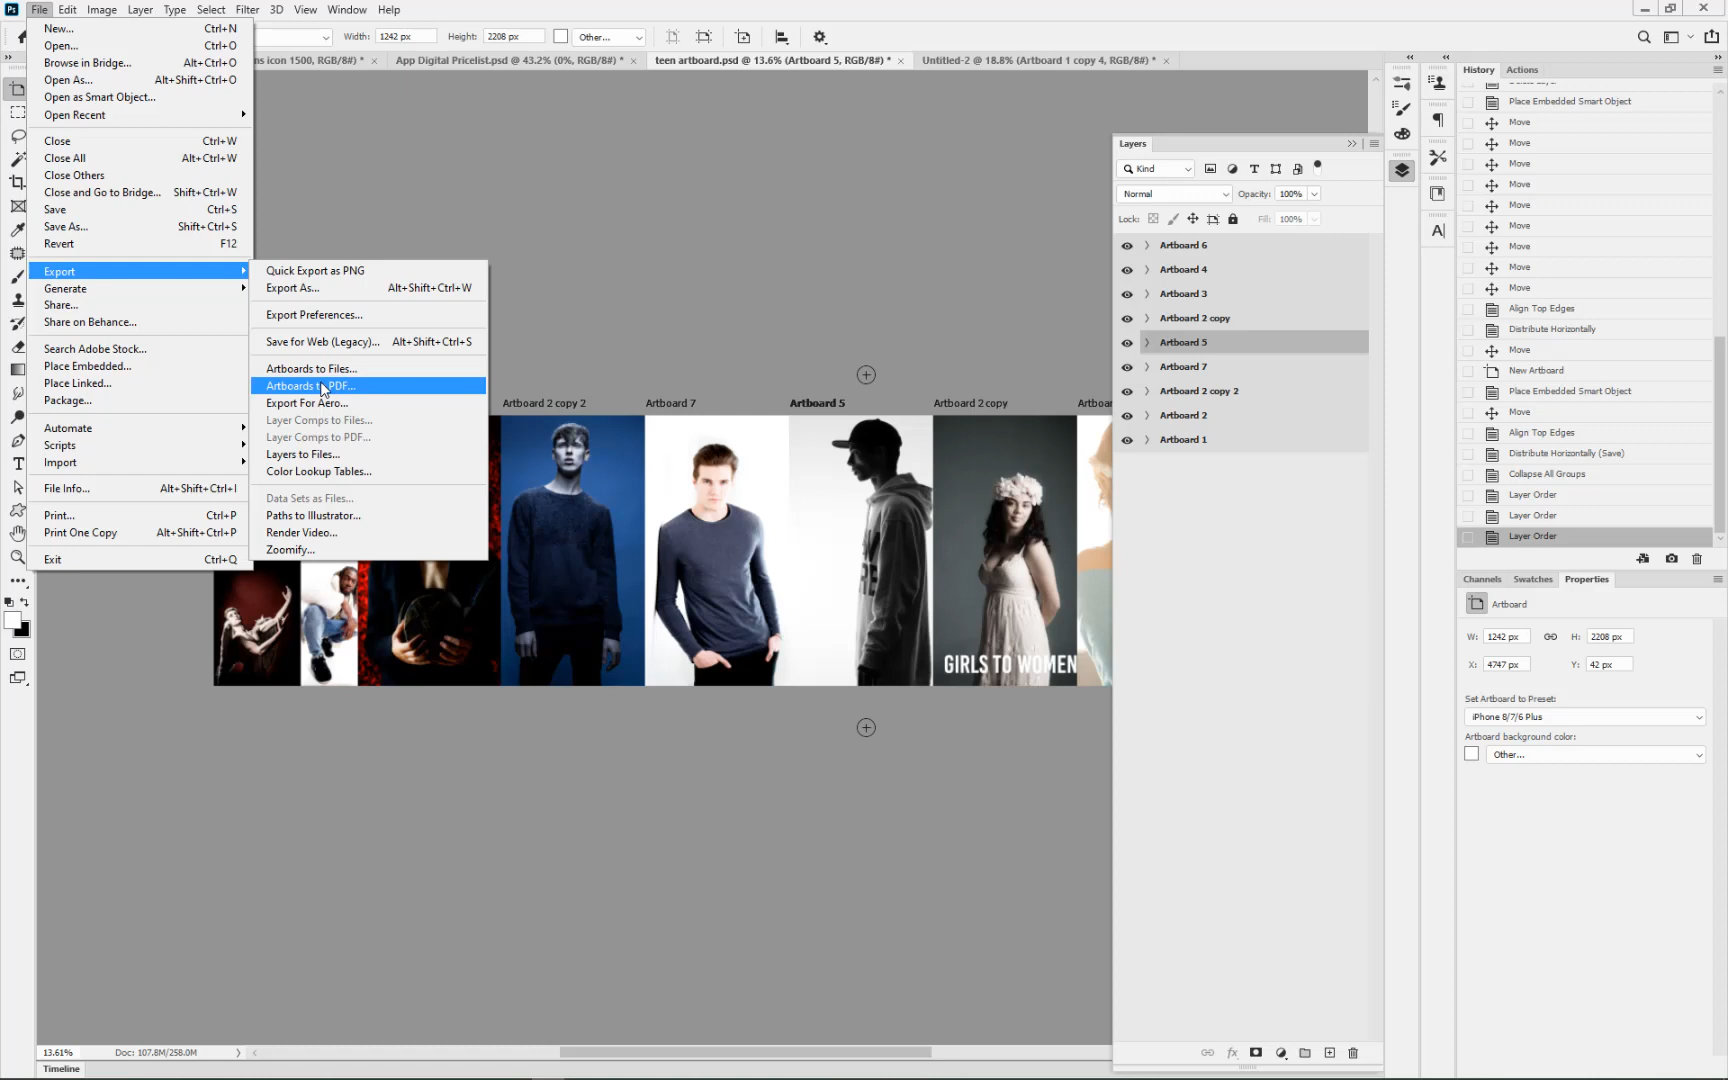 Ps File Edit Image Layer Type Select Filter 3D View Window Help
Width: 1242 px Height: 2208 px Other...
ns icon 1500, RGB/8#) * × App Digital Pricelist.psd @ 43.2% (0%, RGB/8#) * × teen artboard.psd @ 13.6% (Artboard 5, RGB/8#) * × Untitled-2 @ 18.8% (Artboard 1 copy 4, RGB/8#) * ×
New... Ctrl+N
Open... Ctrl+O
Browse in Bridge... Alt+Ctrl+O
Open As... Alt+Shift+Ctrl+O
Open as Smart Object...
Open Recent
Close Ctrl+W
Close All Alt+Ctrl+W
Close Others
Close and Go to Bridge... Shift+Ctrl+W
Save Ctrl+S
Save As... Shift+Ctrl+S
Revert F12
Export
Generate
Share...
Share on Behance...
Search Adobe Stock...
Place Embedded...
Place Linked...
Package...
Automate
Scripts
Import
File Info... Alt+Shift+Ctrl+I
Print... Ctrl+P
Print One Copy Alt+Shift+Ctrl+P
Exit Ctrl+Q
Quick Export as PNG
Export As... Alt+Shift+Ctrl+W
Export Preferences...
Save for Web (Legacy)... Alt+Shift+Ctrl+S
Artboards to Files...
Artboards to PDF...
Export For Aero...
Layer Comps to Files...
Layer Comps to PDF...
Layers to Files...
Color Lookup Tables...
Data Sets as Files...
Paths to Illustrator...
Render Video...
Zoomify...
Artboard 2 copy 2 Artboard 7 Artboard 5 Artboard 2 copy Artboar
GIRLS TO WOMEN
Layers
Kind
Normal Opacity: 100%
Lock: Fill: 100%
Artboard 6
Artboard 4
Artboard 3
Artboard 2 copy
Artboard 5
Artboard 7
Artboard 2 copy 2
Artboard 2
Artboard 1
fx
History Actions
Place Embedded Smart Object
Move
Move
Move
Move
Move
Move
Move
Move
Move
Align Top Edges
Distribute Horizontally
Move
New Artboard
Place Embedded Smart Object
Move
Align Top Edges
Distribute Horizontally (Save)
Collapse All Groups
Layer Order
Layer Order
Layer Order
Channels Swatches Properties
Artboard
W: 1242 px H: 2208 px
X: 4747 px Y: 42 px
Set Artboard to Preset:
iPhone 8/7/6 Plus
Artboard background color:
Other...
13.61% Doc: 107.8M/258.0M
Timeline